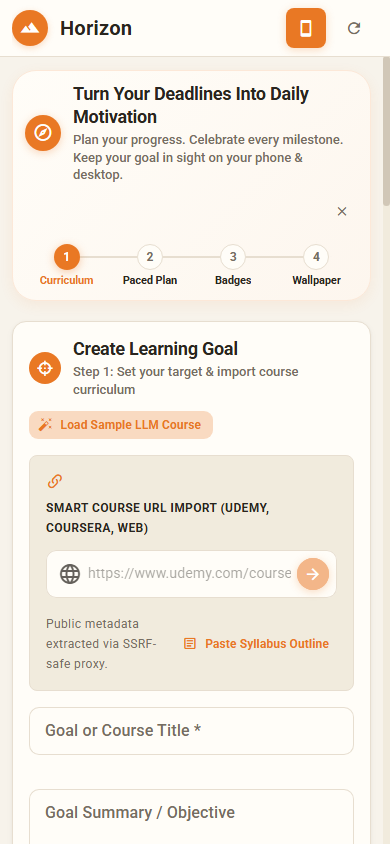 Horizon
Turn Your Deadlines Into Daily
Motivation
Plan your progress. Celebrate every milestone.
Keep your goal in sight on your phone &
desktop.
1
2
3
4
Curriculum
Paced Plan
Badges
Wallpaper
Create Learning Goal
Step 1: Set your target & import course
curriculum
Load Sample LLM Course
SMART COURSE URL IMPORT (UDEMY,
COURSERA, WEB)
https://www.udemy.com/course
Public metadata
extracted via SSRF-
safe proxy.
Paste Syllabus Outline
Goal or Course Title *
Goal Summary / Objective